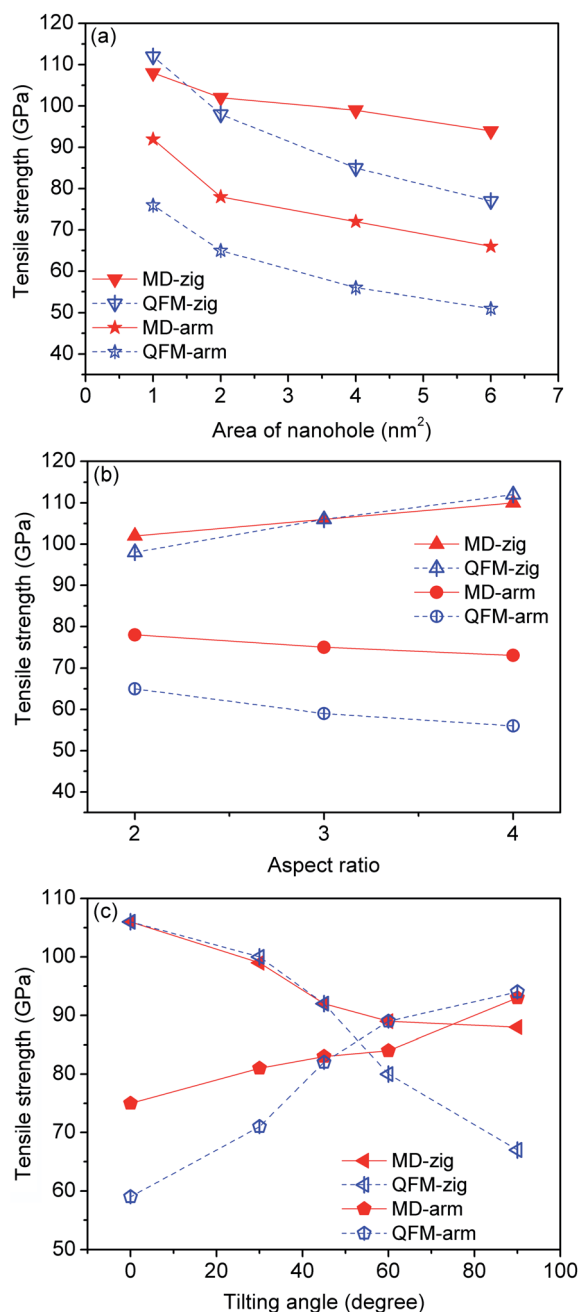 120
(a)
110
100
90
80
70
60
50
40
Tensile strength (GPa)
MD-zig
QFM-zig
MD-arm
QFM-arm
0 1 2 3 4 5 6 7
Area of nanohole (nm²)
120
(b)
110
100
90
80
70
60
50
40
Tensile strength (GPa)
MD-zig
QFM-zig
MD-arm
QFM-arm
2 3 4
Aspect ratio
110
(c)
100
90
80
70
60
50
Tensile strength (GPa)
MD-zig
QFM-zig
MD-arm
QFM-arm
0 20 40 60 80 100
Tilting angle (degree)